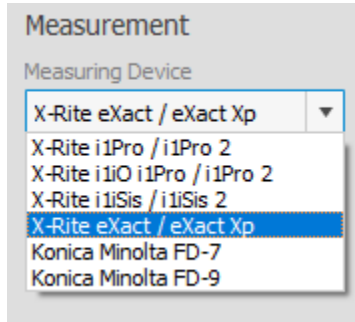 Measurement
Measuring Device
X-Rite eXact / eXact Xp
X-Rite i1Pro / i1Pro 2
X-Rite i1iO i1Pro / i1Pro 2
X-Rite i1iSis / i1iSis 2
X-Rite eXact / eXact Xp
Konica Minolta FD-7
Konica Minolta FD-9